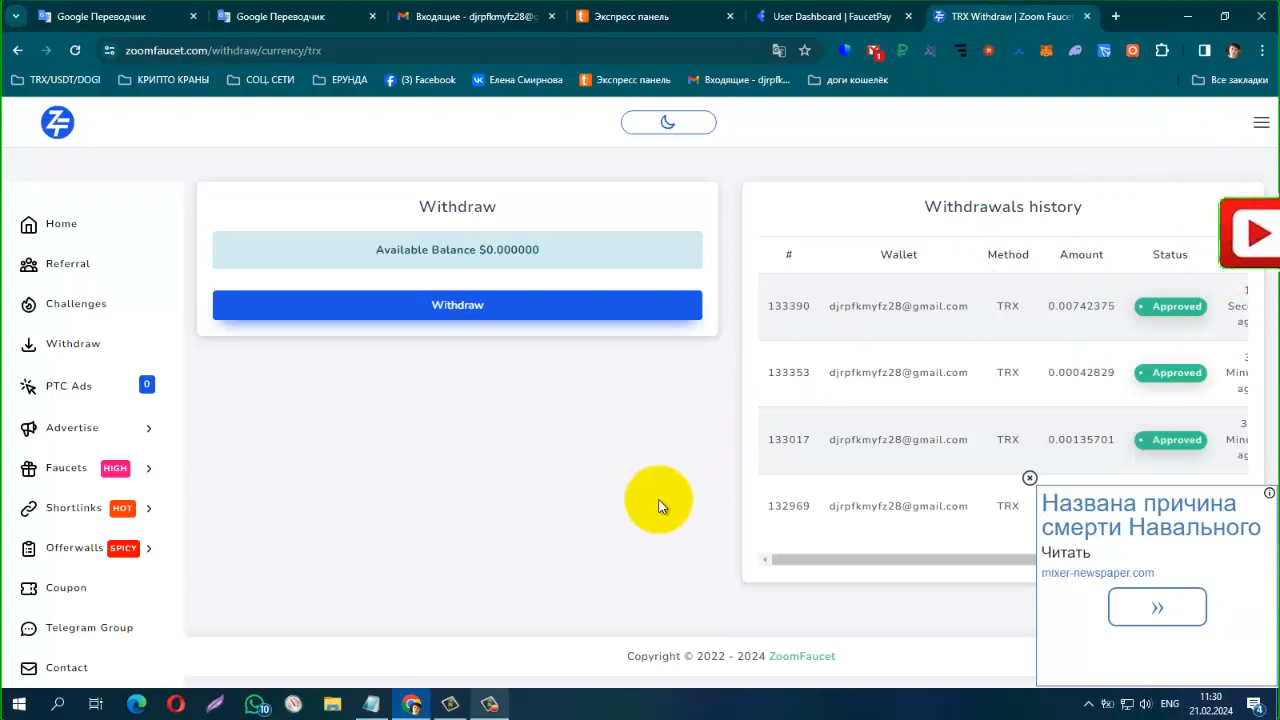 Google Переводчик
Google Переводчик
Входящие - djrpfkmyfz28@g
Экспресс панель
User Dashboard | FaucetPay
TRX Withdraw | Zoom Faucet
zoomfaucet.com/withdraw/currency/trx
TRX/USDT/DOGI
КРИПТО КРАНЫ
СОЦ. СЕТИ
ЕРУНДА
(3) Facebook
Елена Смирнова
Экспресс панель
Входящие - djrpfk...
доги кошелёк
Все закладки
Home
Referral
Challenges
Withdraw
PTC Ads 0
Advertise
Faucets HIGH
Shortlinks HOT
Offerwalls SPICY
Coupon
Telegram Group
Contact
Withdraw
Available Balance $0.000000
Withdraw
Withdrawals history
# Wallet Method Amount Status
133390 djrpfkmyfz28@gmail.com TRX 0.00742375 Approved
133353 djrpfkmyfz28@gmail.com TRX 0.00042829 Approved
133017 djrpfkmyfz28@gmail.com TRX 0.00135701 Approved
132969 djrpfkmyfz28@gmail.com TRX
Названа причина
смерти Навального
Читать
mixer-newspaper.com
Copyright © 2022 - 2024 ZoomFaucet
10
ENG
11:30
21.02.2024
4